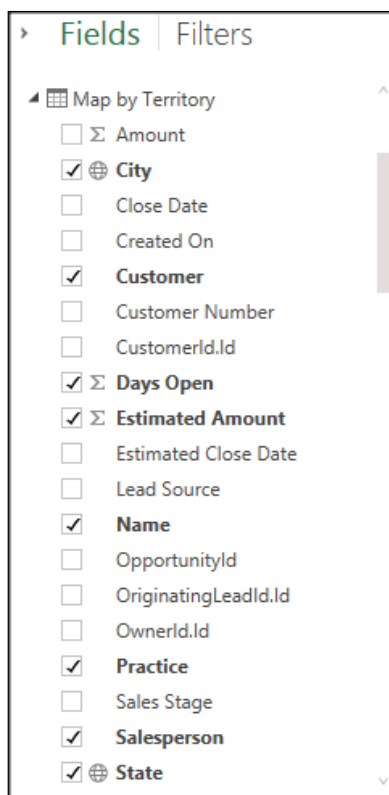 Fields Filters
Map by Territory
Σ Amount
City
Close Date
Created On
Customer
Customer Number
CustomerId.Id
Σ Days Open
Σ Estimated Amount
Estimated Close Date
Lead Source
Name
OpportunityId
OriginatingLeadId.Id
OwnerId.Id
Practice
Sales Stage
Salesperson
State